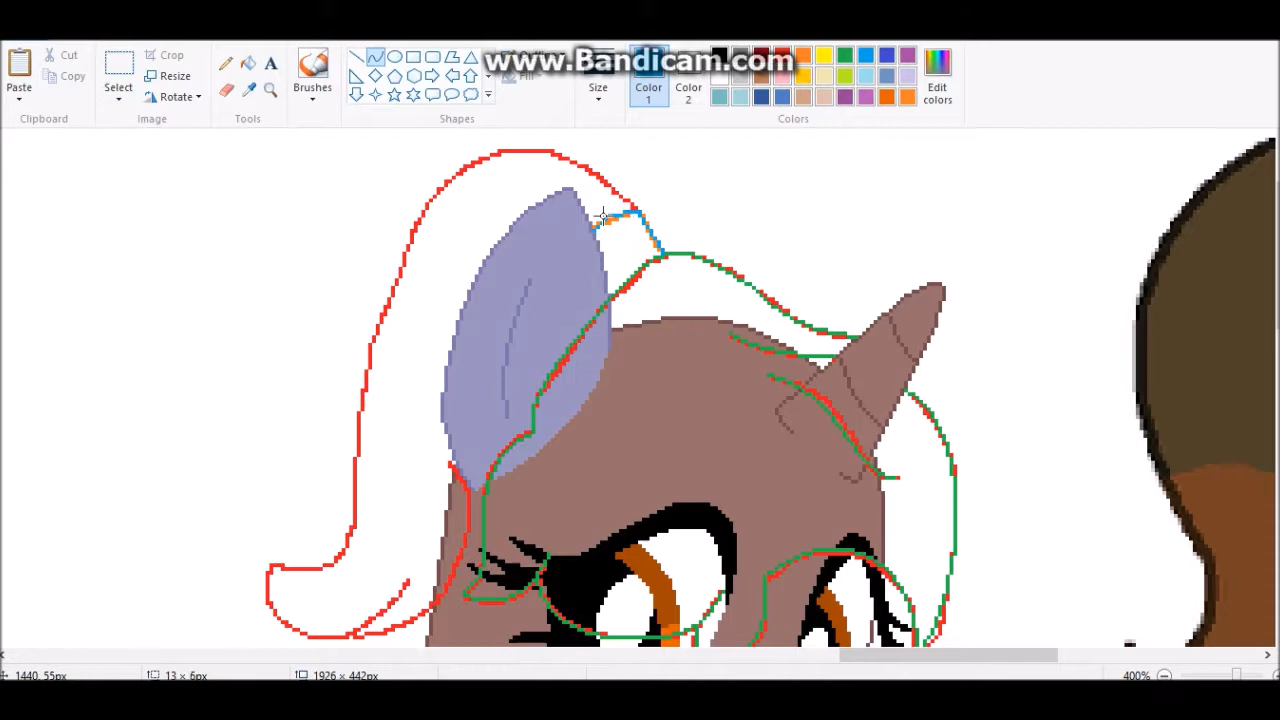 www.Bandicam.com
Cut
Copy
Paste
Clipboard
Crop
Resize
Rotate
Select
Image
Tools
Brushes
Shapes
Fill
Size
Color 1
Color 2
Edit colors
Colors
1440, 55px
13 × 6px
1926 × 442px
400%